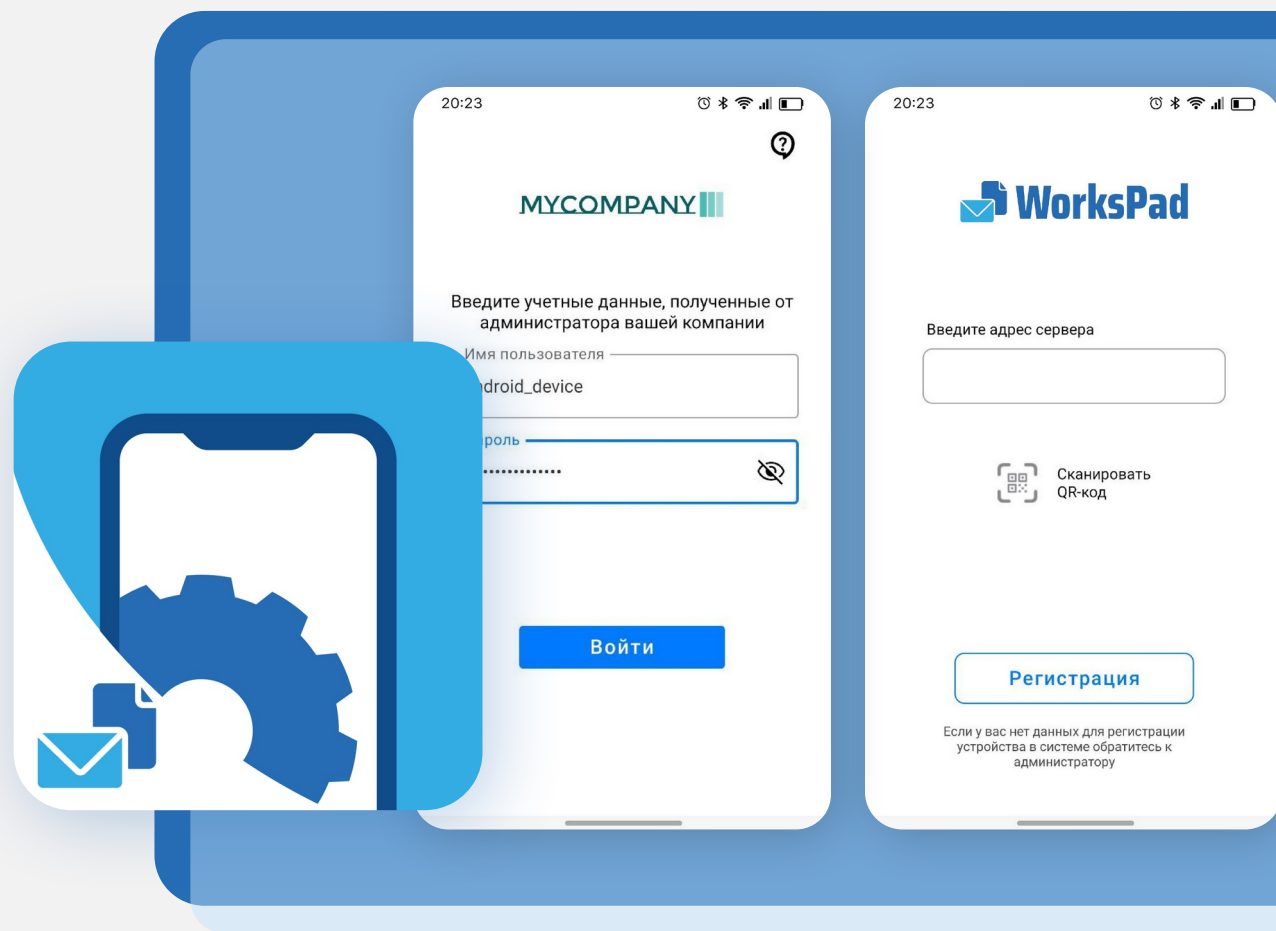 20:23
MYCOMPANY
Введите учетные данные, полученные от
администратора вашей компании
Имя пользователя
droid_device
роль
Войти
20:23
WorksPad
Введите адрес сервера
Сканировать
QR-код
Регистрация
Если у вас нет данных для регистрации
устройства в системе обратитесь к
администратору